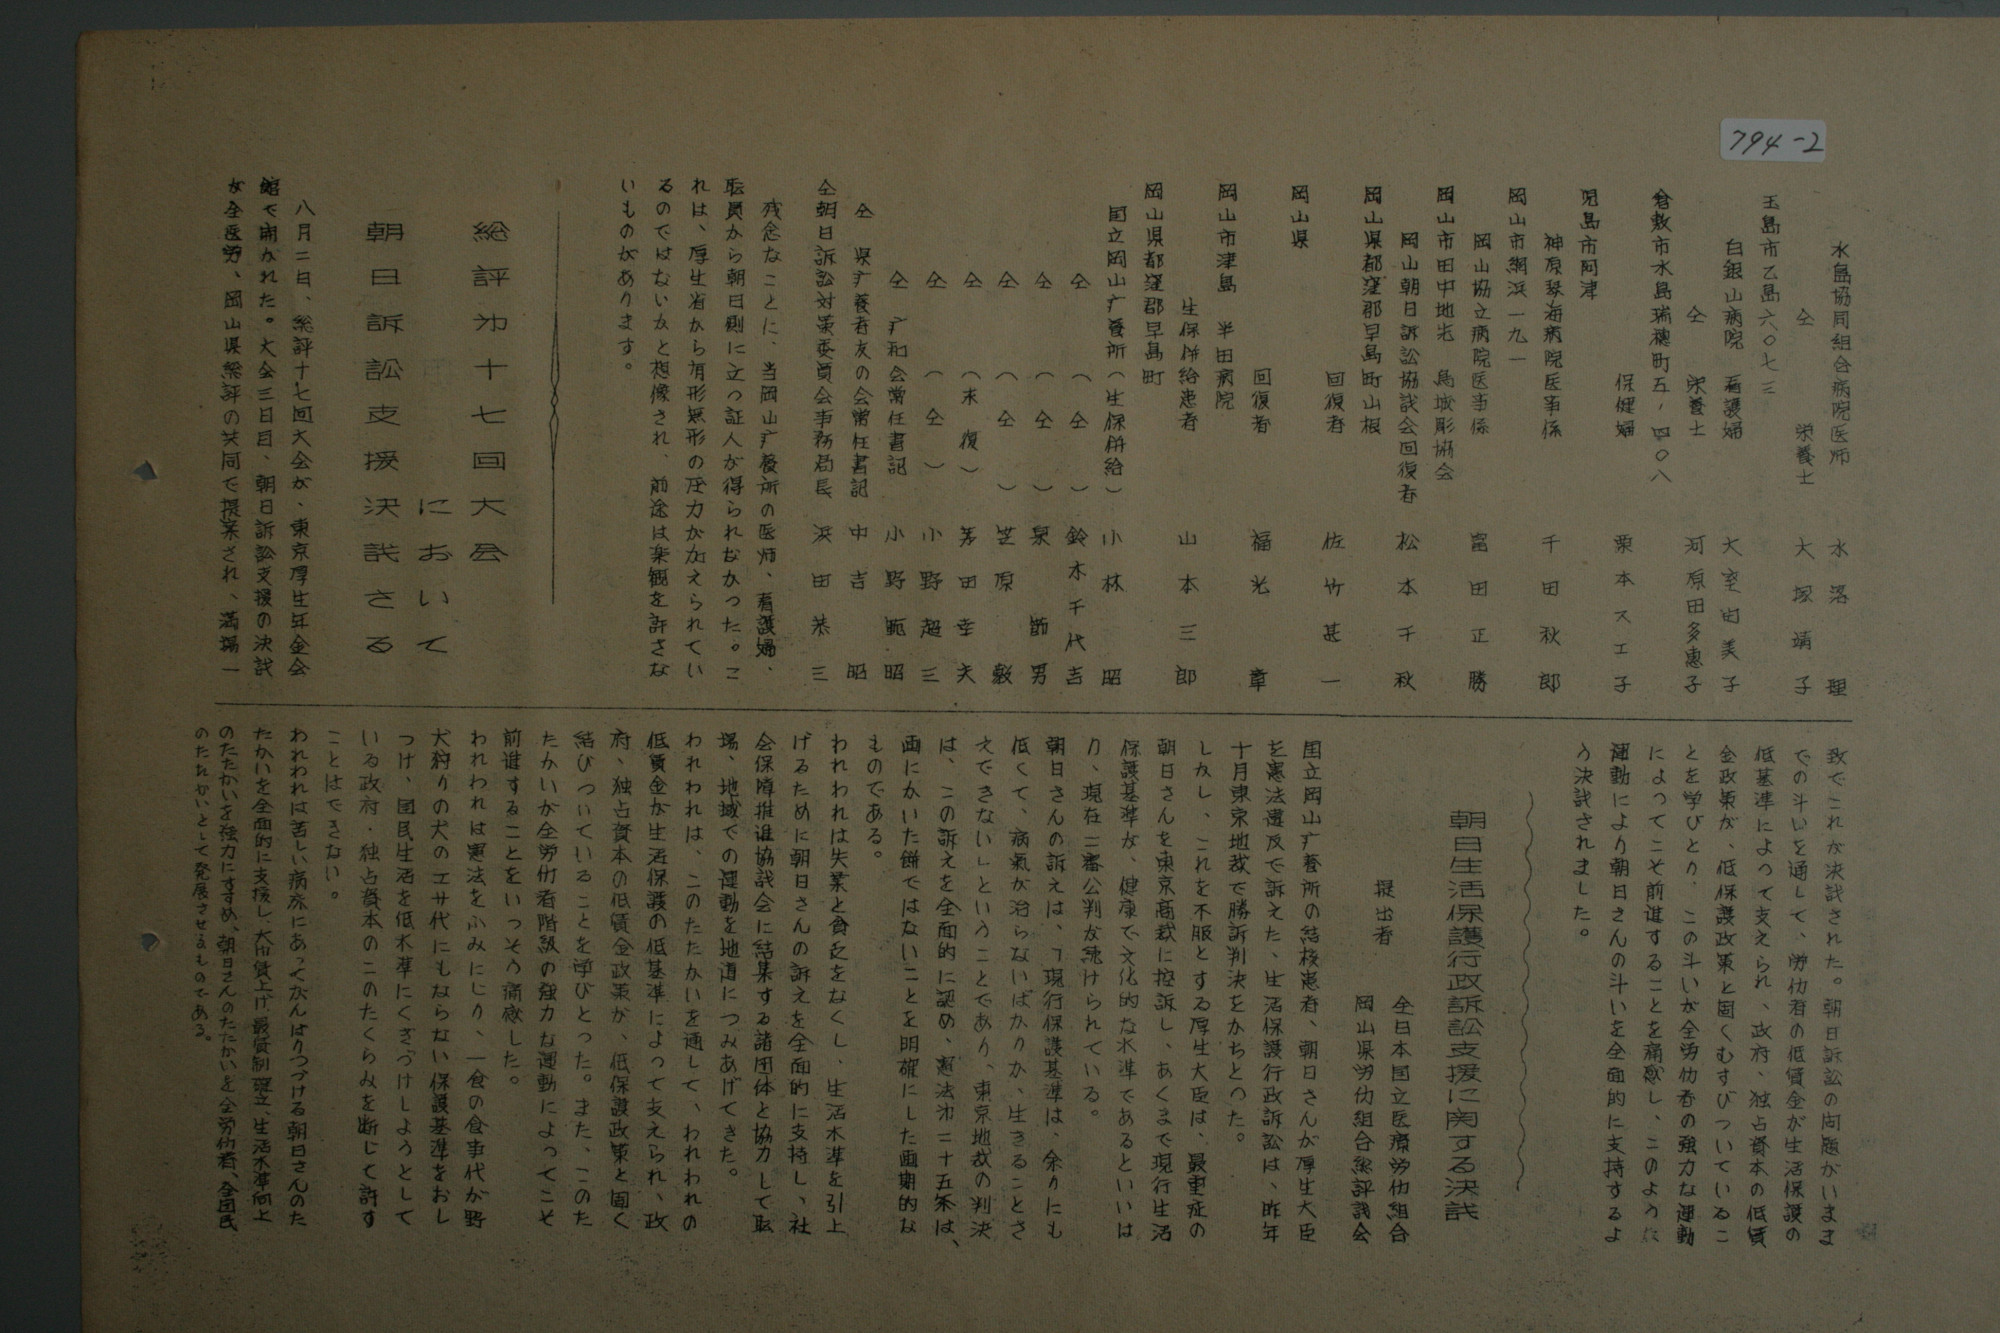 794-2
水島協同組合病院医師 水落 理
仝 栄養士 大塚靖子
玉島市乙島六〇七三
白銀山病院 看護婦 大室由美子
仝 栄養士 河原田多恵子
倉敷市水島瑞穂町五ノ四〇八
保健婦 栗本スエ子
児島市阿津
神原琴海病院医事係 千田秋郎
岡山市網浜一九一
岡山協立病院医事係 富田正勝
岡山市田中地先 烏城彫協会
岡山朝日訴訟協議会回復者 松本千秋
岡山県都窪郡早島町山根
回復者 佐竹甚一
岡山県
回復者 福光 章
岡山市津島 半田病院
生保併給患者 山本三郎
岡山県都窪郡早島町
国立岡山疗養所（生保併給） 小林 昭
仝 （仝） 鈴木千代吉
仝 （仝） 泉 節男
仝 （仝） 笠原 敷
仝 （末復） 芳田幸夫
仝 （仝） 小野超三
仝 疗和会常任書記 小野範昭
仝 県疗養者友の会常任書記 中吉 昭
仝朝日訴訟対策委員会事務局長 浜田恭三
残念なことに、当岡山疗養所の医师、看護婦、
职員から朝日側に立つ証人が得られなかった。こ
れは、厚生省から有形無形の圧力が加えられてい
るのではないかと想像され、前途は楽観を許さな
いものがあります。
総評㐧十七回大会
において
朝日訴訟支援決議さる
八月二日、総評十七回大会が、東京厚生年金会
館で開かれた。大会三日目、朝日訴訟支援の決議
が全医労、岡山県総評の共同で提案され、満場一
致でこれが決議された。朝日訴訟の问題がいまま
での斗いを通して、労仂者の低賃金が生活保護の
低基準によって支えられ、政府、独占資本の低賃
金政策が、低保護政策と固くむすびついているこ
とを学びとり、この斗いが全労仂者の強力な運動
によってこそ前進することを痛感し、このように
運動により朝日さんの斗いを全面的に支持するよ
う決議されました。
朝日生活保護行政訴訟支援に関する決議
提出者
全日本国立医療労仂組合
岡山県労仂組合総評議会
国立岡山疗養所の結核患者、朝日さんが厚生大臣
を憲法違反で訴えた、生活保護行政訴訟は、昨年
十月東京地裁で勝訴判決をかちとった。
しかし、これを不服とする厚生大臣は、最重症の
朝日さんを東京高裁に控訴し、あくまで現行生活
保護基準が、健康で文化的な水準であるといいは
り、現在二審公判が続けられている。
朝日さんの訴えは、「現行保護基準は、余りにも
低くて、病氣が治らないばかりか、生きることさ
えできない」ということであり、東京地裁の判決
は、この訴えを全面的に認め、憲法㐧二十五条は、
画にかいた餅ではないことを明確にした画期的な
ものである。
われわれは失業と貧乏をなくし、生活水準を引上
げるために朝日さんの訴えを全面的に支持し、社
会保障推進協議会に結集する諸団体と協力して职
場、地域での運動を地道につみあげてきた。
われわれは、このたたかいを通して、われわれの
低賃金が生活保護の低基準によって支えられ、政
府、独占資本の低賃金政策が、低保護政策と固く
結びついていることを学びとった。また、このた
たかいが全労仂者階級の強力な運動によってこそ
前進することをいっそう痛感した。
われわれは憲法をふみにじり、一食の食事代が野
犬狩りの犬のエサ代にもならない保護基準をおし
つけ、国民生活を低水準にくぎづけしようとして
いる政府・独占資本のこのたくらみを断じて許す
ことはできない。
われわれは苦しい病床にあってがんばりつづける朝日さんのた
たかいを全面的に支援し、大巾賃上げ、最賃制確立、生活水準向上
のたたかいを強力にすすめ、朝日さんのたたかいを全労仂者、全国民
のたたかいとして発展させるものである。